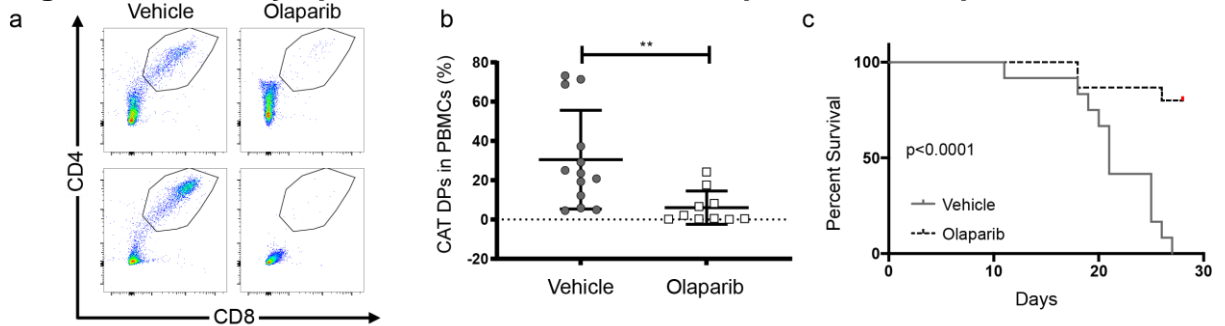 a
Vehicle
Olaparib
CD4
CD8
b
**
CAT DPs in PBMCs (%)
80
60
40
20
0
-20
Vehicle
Olaparib
c
Percent Survival
100
50
0
p<0.0001
Vehicle
Olaparib
0
10
20
30
Days